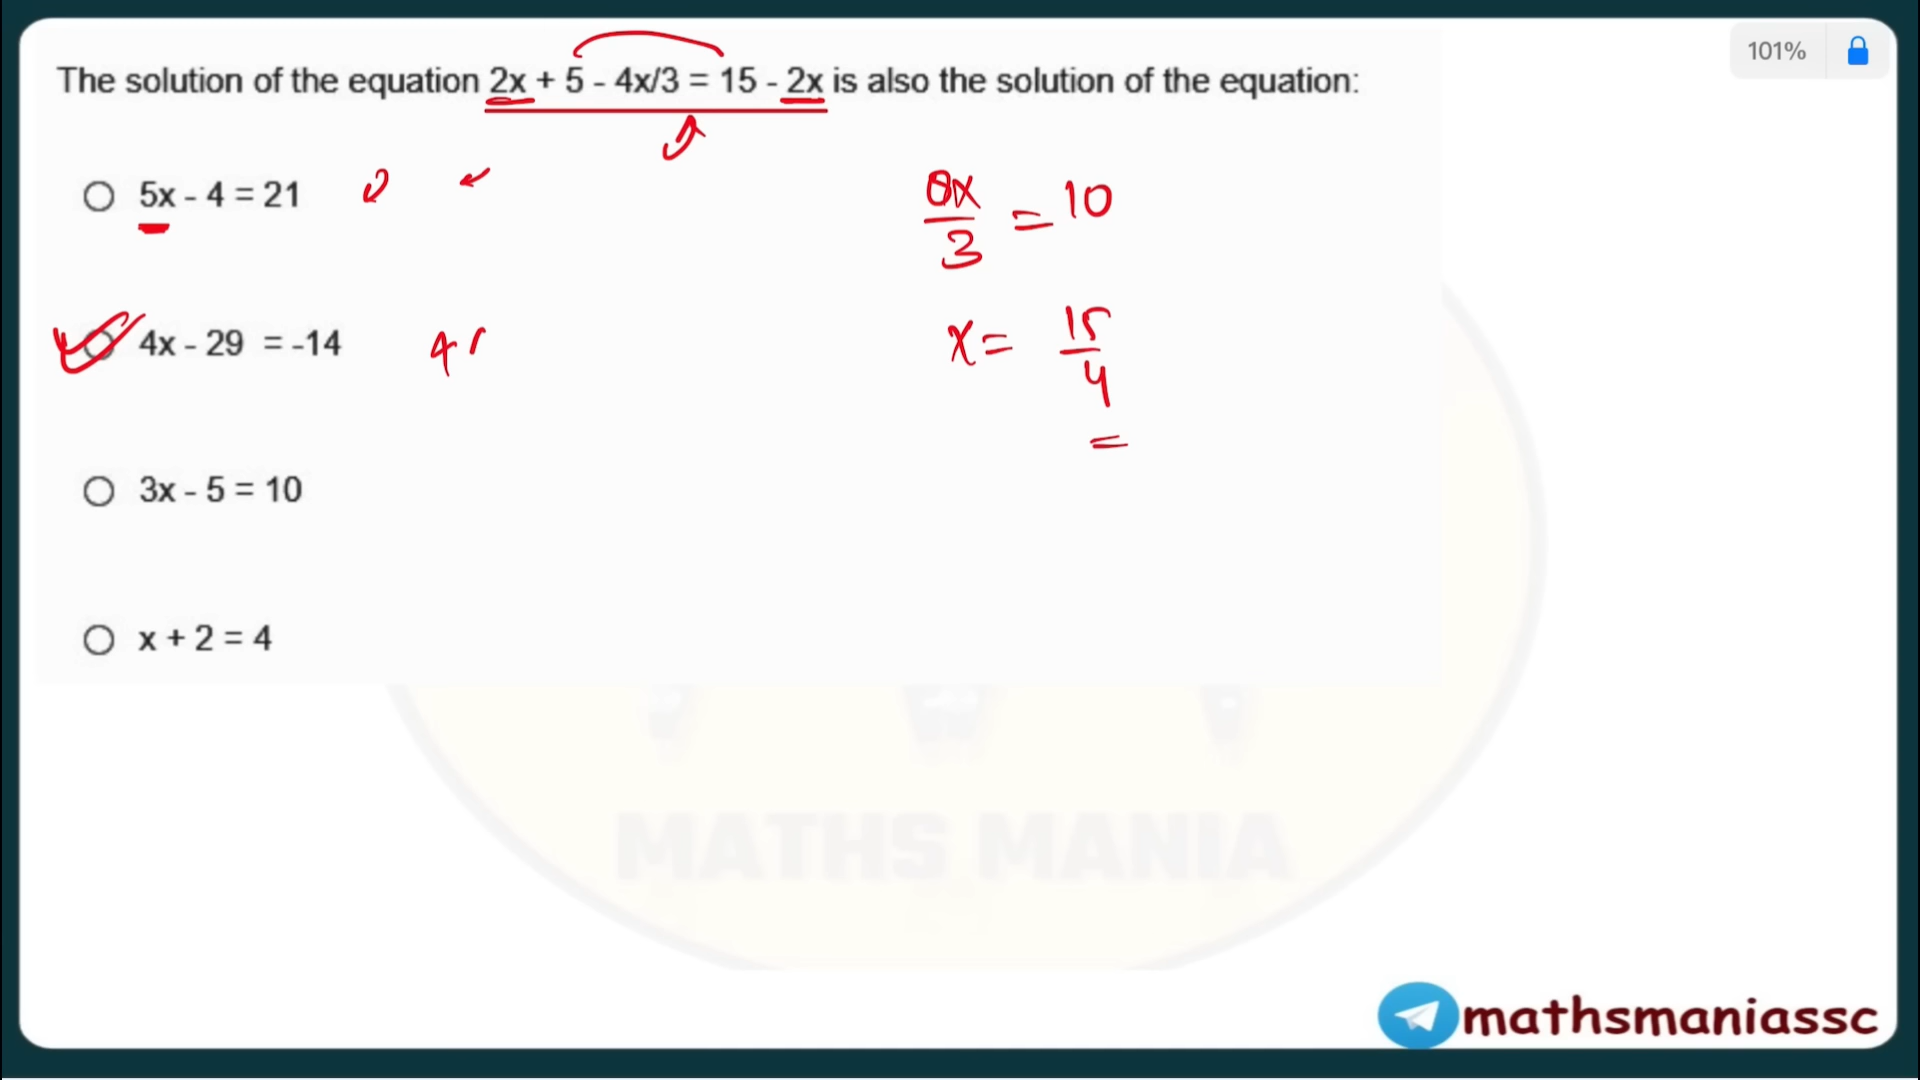 101%
The solution of the equation 2x + 5 - 4x/3 = 15 - 2x is also the solution of the equation:
5x - 4 = 21
4x - 29 = -14
3x - 5 = 10
x + 2 = 4
8x/3 = 10
x = 15/4
=
MATHS MANIA
mathsmaniassc